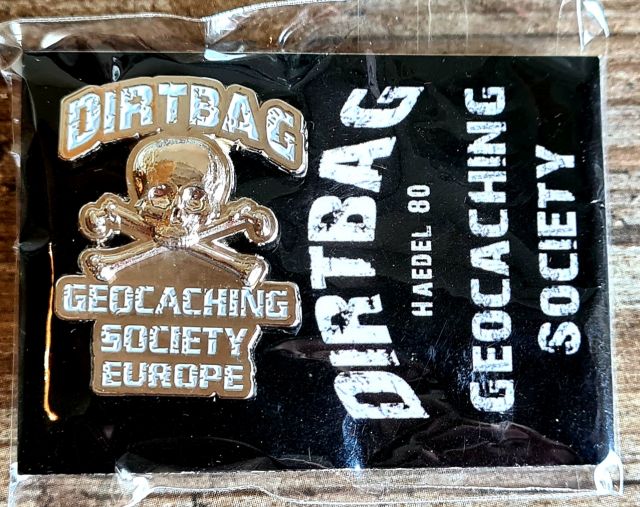 DIRTBAG
GEOCACHING
SOCIETY
EUROPE
DIRTBAG
HAEDEL 80
GEOCACHING
SOCIETY